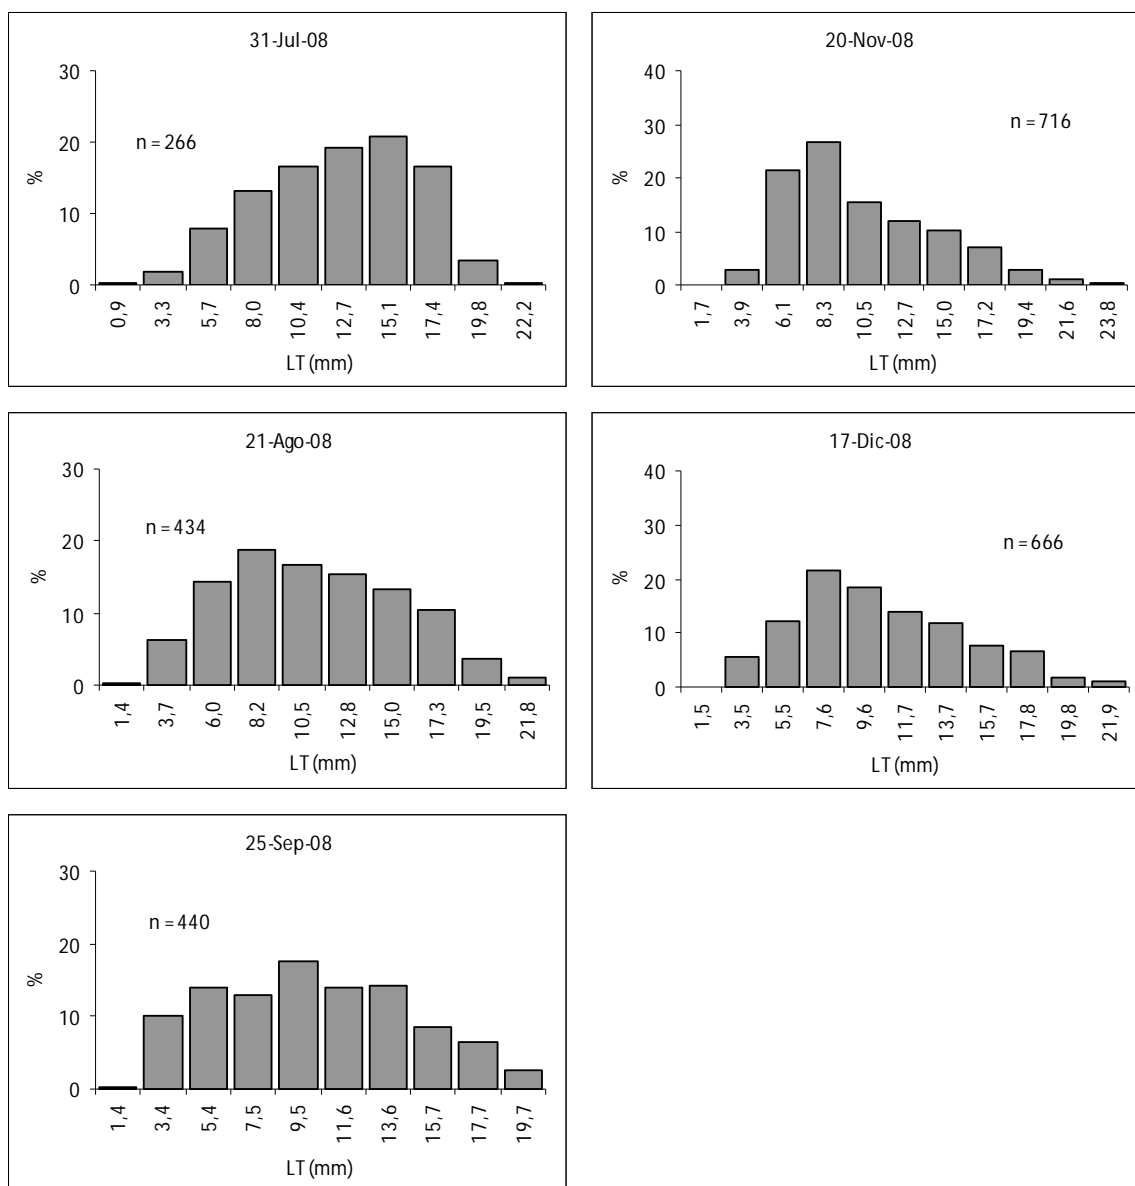 31-Jul-08
30
20
10
0
%
n = 266
0,9 3,3 5,7 8,0 10,4 12,7 15,1 17,4 19,8 22,2
LT (mm)
20-Nov-08
40
30
20
10
0
%
n = 716
1,7 3,9 6,1 8,3 10,5 12,7 15,0 17,2 19,4 21,6 23,8
LT (mm)
21-Ago-08
30
20
10
0
%
n = 434
1,4 3,7 6,0 8,2 10,5 12,8 15,0 17,3 19,5 21,8
LT (mm)
17-Dic-08
40
30
20
10
0
%
n = 666
1,5 3,5 5,5 7,6 9,6 11,7 13,7 15,7 17,8 19,8 21,9
LT (mm)
25-Sep-08
30
20
10
0
%
n = 440
1,4 3,4 5,4 7,5 9,5 11,6 13,6 15,7 17,7 19,7
LT (mm)